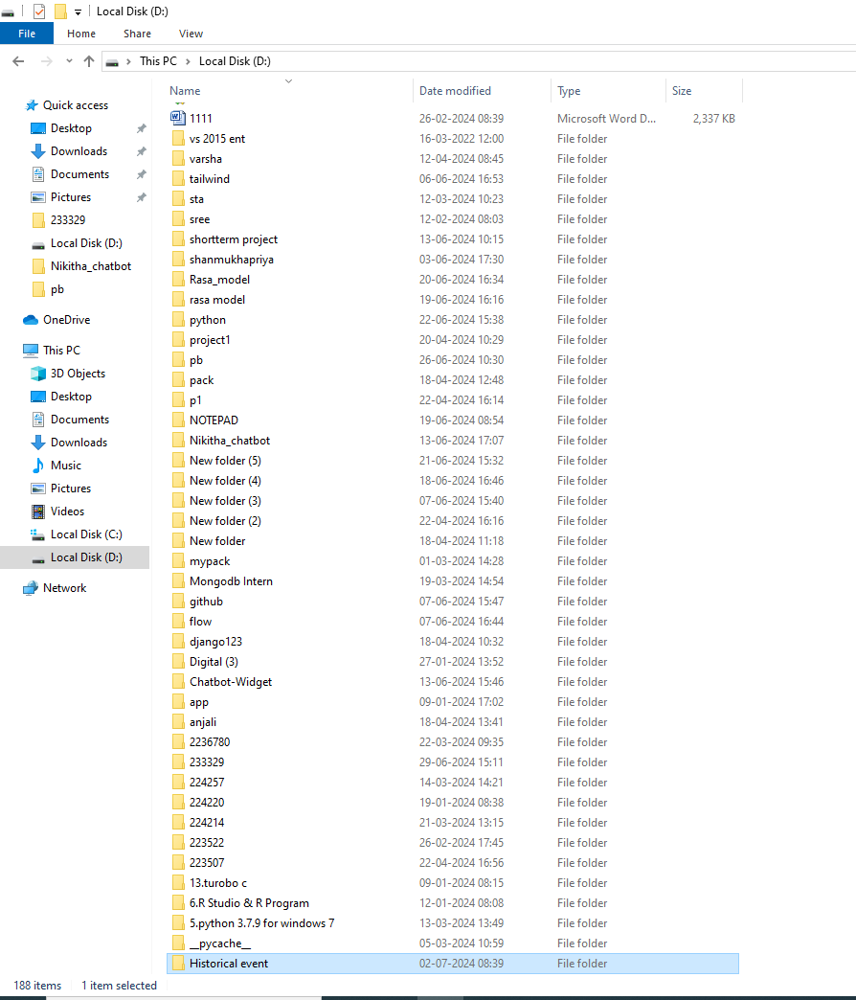 Local Disk (D:)
File Home Share View
This PC Local Disk (D:)
Name Date modified Type Size
Quick access
Desktop
Downloads
Documents
Pictures
233329
Local Disk (D:)
Nikitha_chatbot
pb
OneDrive
This PC
3D Objects
Desktop
Documents
Downloads
Music
Pictures
Videos
Local Disk (C:)
Local Disk (D:)
Network
1111 26-02-2024 08:39 Microsoft Word D... 2,337 KB
vs 2015 ent 16-03-2022 12:00 File folder
varsha 12-04-2024 08:45 File folder
tailwind 06-06-2024 16:53 File folder
sta 12-03-2024 10:23 File folder
sree 12-02-2024 08:03 File folder
shortterm project 13-06-2024 10:15 File folder
shanmukhapriya 03-06-2024 17:30 File folder
Rasa_model 20-06-2024 16:34 File folder
rasa model 19-06-2024 16:16 File folder
python 22-06-2024 15:38 File folder
project1 20-04-2024 10:29 File folder
pb 26-06-2024 10:30 File folder
pack 18-04-2024 12:48 File folder
p1 22-04-2024 16:14 File folder
NOTEPAD 19-06-2024 08:54 File folder
Nikitha_chatbot 13-06-2024 17:07 File folder
New folder (5) 21-06-2024 15:32 File folder
New folder (4) 18-06-2024 16:46 File folder
New folder (3) 07-06-2024 15:40 File folder
New folder (2) 22-04-2024 16:16 File folder
New folder 18-04-2024 11:18 File folder
mypack 01-03-2024 14:28 File folder
Mongodb Intern 19-03-2024 14:54 File folder
github 07-06-2024 15:47 File folder
flow 07-06-2024 16:44 File folder
django123 18-04-2024 10:32 File folder
Digital (3) 27-01-2024 13:52 File folder
Chatbot-Widget 13-06-2024 15:46 File folder
app 09-01-2024 17:02 File folder
anjali 18-04-2024 13:41 File folder
2236780 22-03-2024 09:35 File folder
233329 29-06-2024 15:11 File folder
224257 14-03-2024 14:21 File folder
224220 19-01-2024 08:38 File folder
224214 21-03-2024 13:15 File folder
223522 26-02-2024 17:45 File folder
223507 22-04-2024 16:56 File folder
13.turobo c 09-01-2024 08:15 File folder
6.R Studio & R Program 12-01-2024 08:08 File folder
5.python 3.7.9 for windows 7 13-03-2024 13:49 File folder
__pycache__ 05-03-2024 10:59 File folder
Historical event 02-07-2024 08:39 File folder
188 items 1 item selected